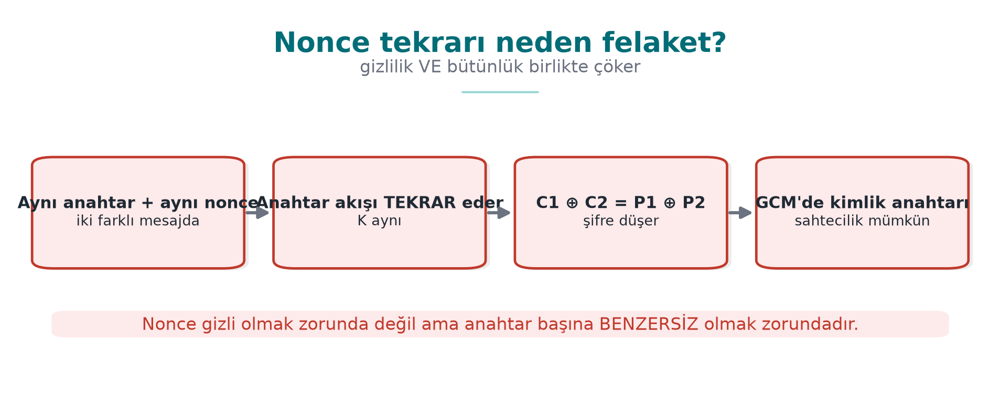 Nonce tekrarı neden felaket?
gizlilik VE bütünlük birlikte çöker
Aynı anahtar + aynı nonce
iki farklı mesajda
Anahtar akışı TEKRAR eder
K aynı
C1 ⊕ C2 = P1 ⊕ P2
şifre düşer
GCM'de kimlik anahtarı
sahtecilik mümkün
Nonce gizli olmak zorunda değil ama anahtar başına BENZERSİZ olmak zorundadır.